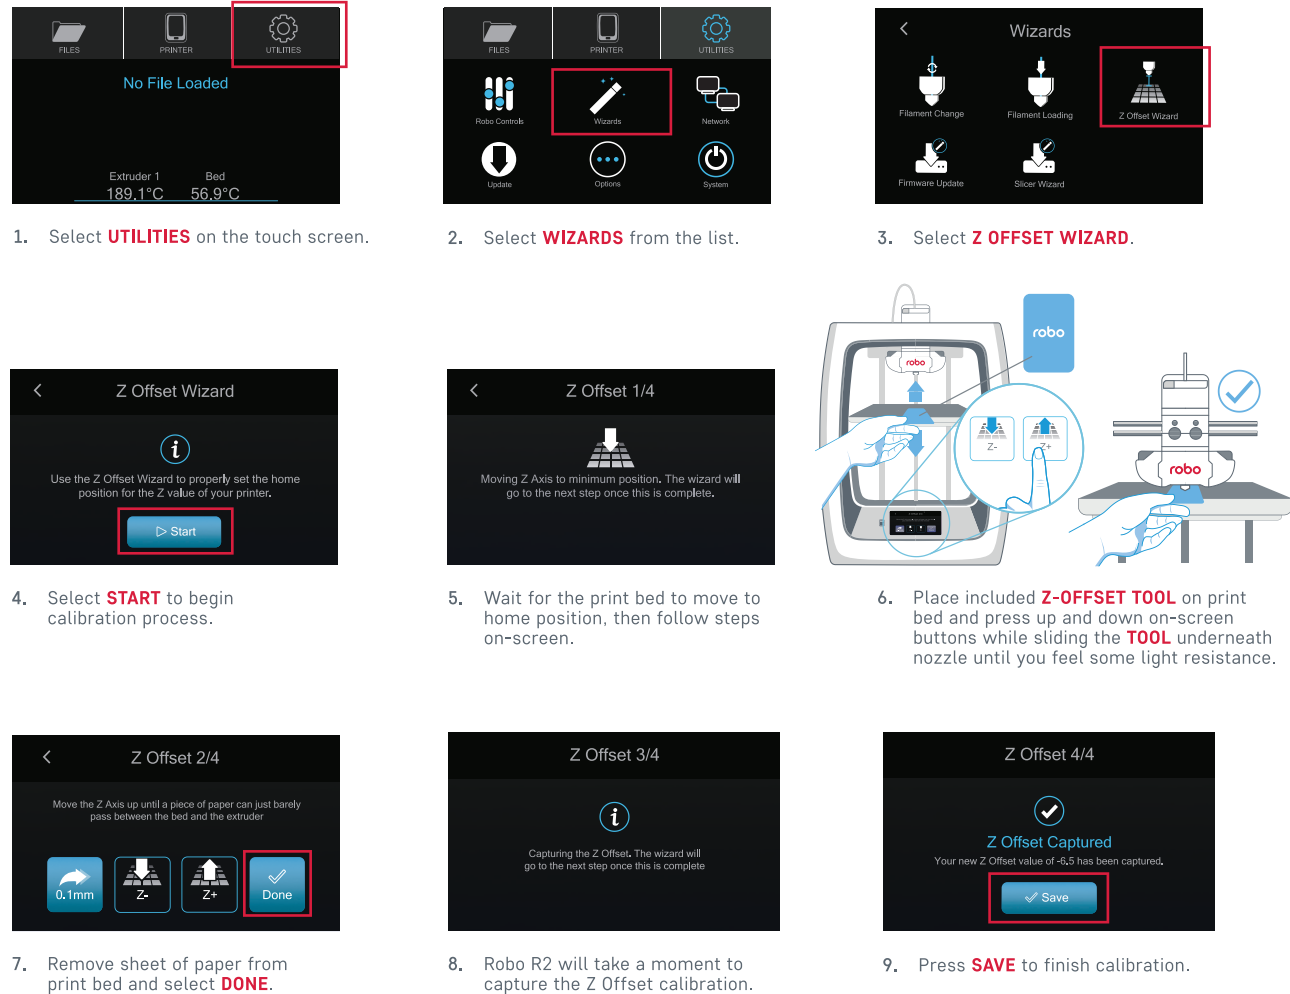 FILES
PRINTER
UTILITIES
No File Loaded
Extruder 1 Bed
189.1°C 56.9°C
1. Select UTILITIES on the touch screen.
FILES
PRINTER
UTILITIES
Robo Controls
Wizards
Network
Update
Options
System
2. Select WIZARDS from the list.
Wizards
Filament Change
Filament Loading
Z Offset Wizard
Firmware Update
Slicer Wizard
3. Select Z OFFSET WIZARD.
Z Offset Wizard
Use the Z Offset Wizard to properly set the home
position for the Z value of your printer.
Start
4. Select START to begin
calibration process.
Z Offset 1/4
Moving Z Axis to minimum position. The wizard will
go to the next step once this is complete.
5. Wait for the print bed to move to
home position, then follow steps
on-screen.
robo
robo
Z-
Z+
robo
6. Place included Z-OFFSET TOOL on print
bed and press up and down on-screen
buttons while sliding the TOOL underneath
nozzle until you feel some light resistance.
Z Offset 2/4
Move the Z Axis up until a piece of paper can just barely
pass between the bed and the extruder
0.1mm
Z-
Z+
Done
7. Remove sheet of paper from
print bed and select DONE.
Z Offset 3/4
Capturing the Z Offset. The wizard will
go to the next step once this is complete
8. Robo R2 will take a moment to
capture the Z Offset calibration.
Z Offset 4/4
Z Offset Captured
Your new Z Offset value of -6.5 has been captured.
Save
9. Press SAVE to finish calibration.